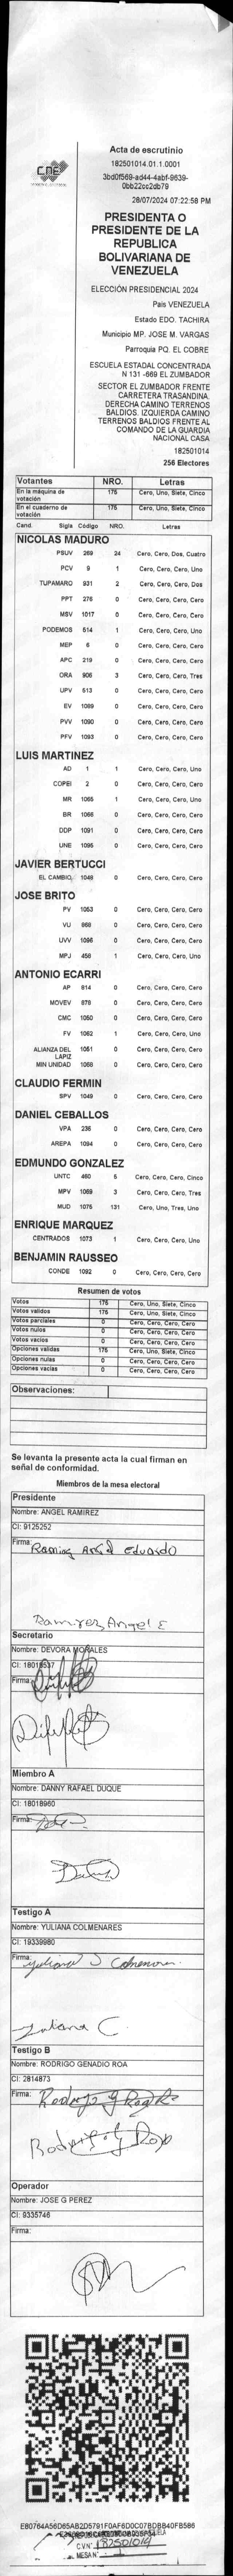 CNE
Acta de escrutinio
182501014.01.1.0001
3bd0f569-ad44-4abf-9639-
0bb22cc2db79
28/07/2024 07:22:58 PM
PRESIDENTA O
PRESIDENTE DE LA
REPUBLICA
BOLIVARIANA DE
VENEZUELA
ELECCIÓN PRESIDENCIAL 2024
País VENEZUELA
Estado EDO. TACHIRA
Municipio MP. JOSE M. VARGAS
Parroquia PQ. EL COBRE
ESCUELA ESTADAL CONCENTRADA
N 131 -669 EL ZUMBADOR
SECTOR EL ZUMBADOR FRENTE
CARRETERA TRASANDINA.
DERECHA CAMINO TERRENOS
BALDIOS. IZQUIERDA CAMINO
TERRENOS BALDIOS FRENTE AL
COMANDO DE LA GUARDIA
NACIONAL CASA
182501014
256 Electores
Votantes NRO. Letras
En la máquina de votación 175 Cero, Uno, Siete, Cinco
En el cuaderno de votación 175 Cero, Uno, Siete, Cinco
Cand. Sigla Código NRO. Letras
NICOLAS MADURO
PSUV 269 24 Cero, Cero, Dos, Cuatro
PCV 9 1 Cero, Cero, Cero, Uno
TUPAMARO 931 2 Cero, Cero, Cero, Dos
PPT 276 0 Cero, Cero, Cero, Cero
MSV 1017 0 Cero, Cero, Cero, Cero
PODEMOS 514 1 Cero, Cero, Cero, Uno
MEP 6 0 Cero, Cero, Cero, Cero
APC 219 0 Cero, Cero, Cero, Cero
ORA 906 3 Cero, Cero, Cero, Tres
UPV 513 0 Cero, Cero, Cero, Cero
EV 1089 0 Cero, Cero, Cero, Cero
PVV 1090 0 Cero, Cero, Cero, Cero
PFV 1093 0 Cero, Cero, Cero, Cero
LUIS MARTINEZ
AD 1 1 Cero, Cero, Cero, Uno
COPEI 2 0 Cero, Cero, Cero, Cero
MR 1065 1 Cero, Cero, Cero, Uno
BR 1066 0 Cero, Cero, Cero, Cero
DDP 1091 0 Cero, Cero, Cero, Cero
UNE 1095 0 Cero, Cero, Cero, Cero
JAVIER BERTUCCI
EL CAMBIO 1048 0 Cero, Cero, Cero, Cero
JOSE BRITO
PV 1053 0 Cero, Cero, Cero, Cero
VU 868 0 Cero, Cero, Cero, Cero
UVV 1096 0 Cero, Cero, Cero, Cero
MPJ 458 1 Cero, Cero, Cero, Uno
ANTONIO ECARRI
AP 814 0 Cero, Cero, Cero, Cero
MOVEV 878 0 Cero, Cero, Cero, Cero
CMC 1050 0 Cero, Cero, Cero, Cero
FV 1062 1 Cero, Cero, Cero, Uno
ALIANZA DEL LAPIZ 1051 0 Cero, Cero, Cero, Cero
MIN UNIDAD 1058 0 Cero, Cero, Cero, Cero
CLAUDIO FERMIN
SPV 1049 0 Cero, Cero, Cero, Cero
DANIEL CEBALLOS
VPA 236 0 Cero, Cero, Cero, Cero
AREPA 1094 0 Cero, Cero, Cero, Cero
EDMUNDO GONZALEZ
UNTC 460 5 Cero, Cero, Cero, Cinco
MPV 1069 3 Cero, Cero, Cero, Tres
MUD 1075 131 Cero, Uno, Tres, Uno
ENRIQUE MARQUEZ
CENTRADOS 1073 1 Cero, Cero, Cero, Uno
BENJAMIN RAUSSEO
CONDE 1092 0 Cero, Cero, Cero, Cero
Resumen de votos
Votos 175 Cero, Uno, Siete, Cinco
Votos válidos 175 Cero, Uno, Siete, Cinco
Votos parciales 0 Cero, Cero, Cero, Cero
Votos nulos 0 Cero, Cero, Cero, Cero
Votos vacíos 0 Cero, Cero, Cero, Cero
Opciones válidas 175 Cero, Uno, Siete, Cinco
Opciones nulas 0 Cero, Cero, Cero, Cero
Opciones vacías 0 Cero, Cero, Cero, Cero
Observaciones:
Se levanta la presente acta la cual firman en
señal de conformidad.
Miembros de la mesa electoral
Presidente
Nombre: ANGEL RAMIREZ
CI: 9125252
Firma: Ramirez Angel Eduardo
Ramirez Angel E
Secretario
Nombre: DEVORA MORALES
CI: 18019537
Firma:
Miembro A
Nombre: DANNY RAFAEL DUQUE
CI: 18018960
Firma:
Testigo A
Nombre: YULIANA COLMENARES
CI: 19339980
Firma: Yuliana Colmenares
Yuliana C.
Testigo B
Nombre: RODRIGO GENADIO ROA
CI: 2814873
Firma: Rodrigo G Roa
Rodrigo G Roa
Operador
Nombre: JOSE G PEREZ
CI: 9335746
Firma:
E80764A56D65AB2D5791F0AF6D0C07BDBB40FB586
C.V.N° 182501014
MESA N°